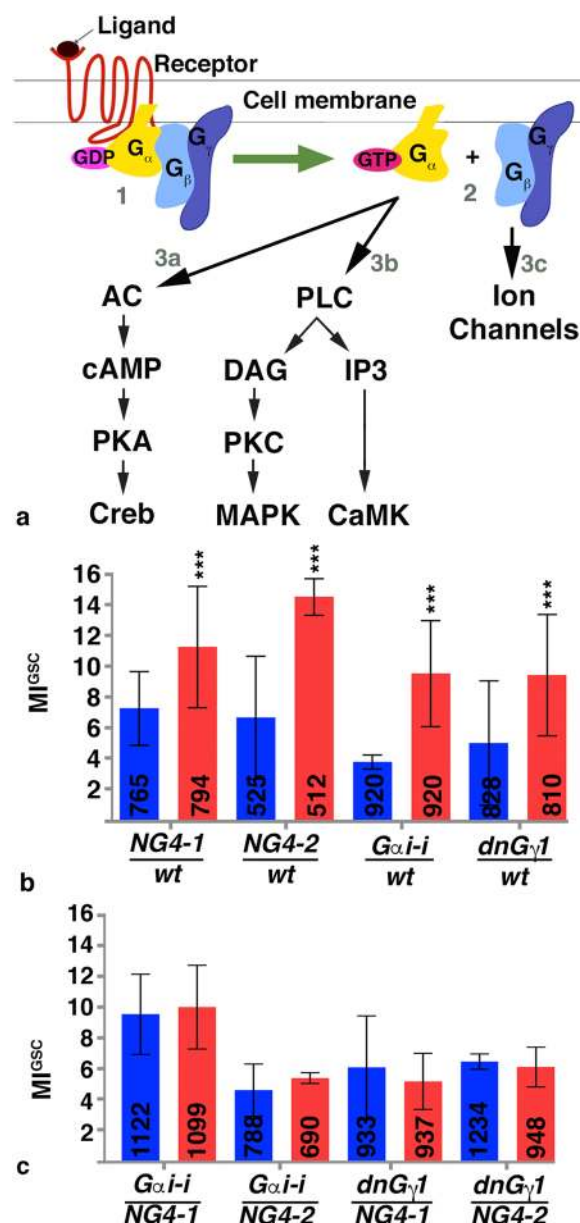 Ligand
Receptor
Cell membrane
GDP Gα Gβ Gγ
GTP Gα + Gβ Gγ
1
2
3a 3b 3c
AC PLC Ion
Channels
cAMP DAG IP3
PKA PKC
Creb MAPK CaMK
a
16
14
12
10
8
6
4
2
MI^GSC
*** *** *** ***
765 794 525 512 920 920 828 810
NG4-1 NG4-2 Gαi-i dnGγ1
wt wt wt wt
b
16
14
12
10
8
6
4
2
MI^GSC
1122 1099 788 690 933 937 1234 948
Gαi-i Gαi-i dnGγ1 dnGγ1
NG4-1 NG4-2 NG4-1 NG4-2
c